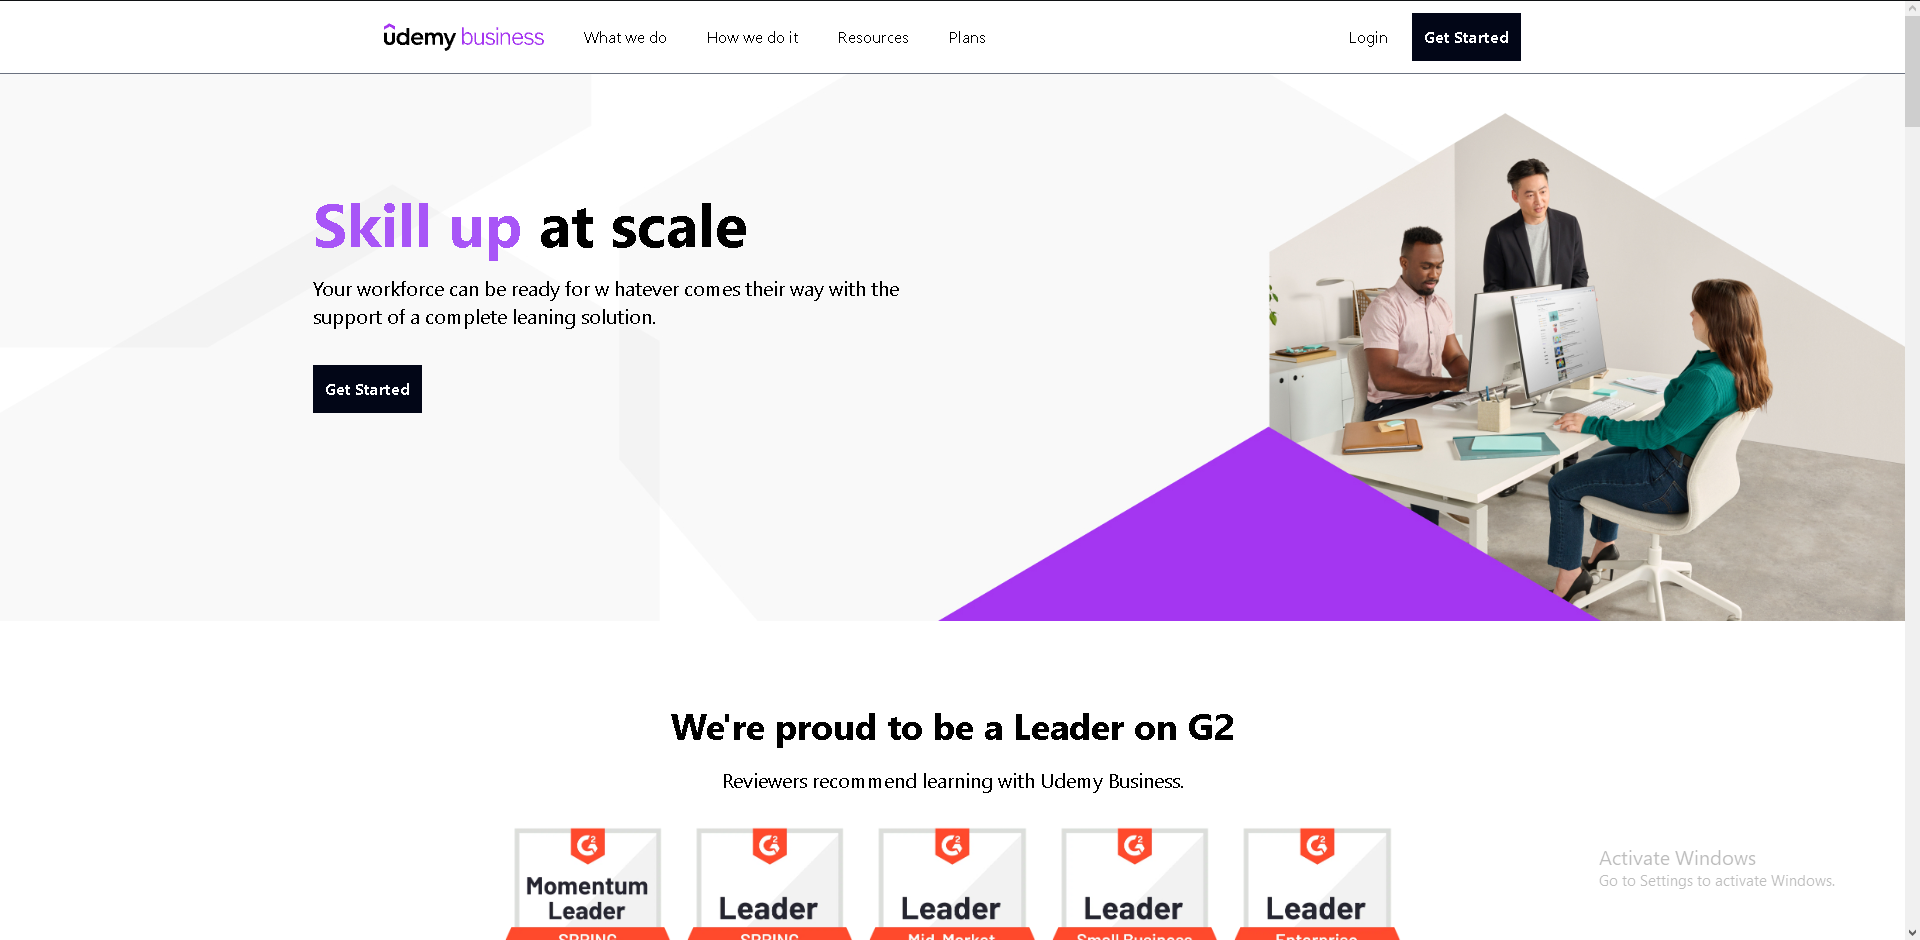 ûdemy business
What we do
How we do it
Resources
Plans
Login
Get Started
Skill up at scale
Your workforce can be ready for w hatever comes their way with the
support of a complete leaning solution.
Get Started
We're proud to be a Leader on G2
Reviewers recommend learning with Udemy Business.
Momentum
Leader
SPRING
Leader
SPRING
Leader
Mid-Market
Leader
Small Business
Leader
Enterprise
Activate Windows
Go to Settings to activate Windows.